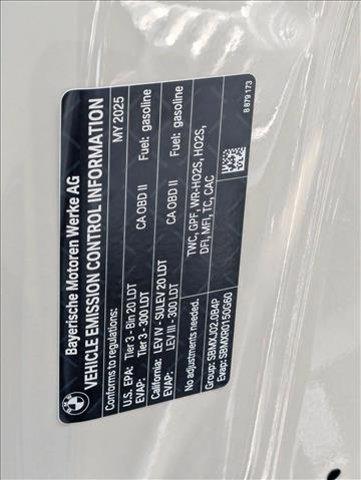 BMW
Bayerische Motoren Werke AG
VEHICLE EMISSION CONTROL INFORMATION
Conforms to regulations: MY 2025
U.S. EPA: Tier 3 - Bin 20 LDT CA OBD II Fuel: gasoline
EVAP: Tier 3 - 300 LDT
California: LEV IV - SULEV 20 LDT CA OBD II Fuel: gasoline
EVAP: LEV III - 300 LDT
No adjustments needed. TWC, GPF, WR-HO2S, HO2S,
DFI, MFI, TC, CAC
Group: SBMXJ02.0B4P
Evap: SBMXR0150G60
8 879 173